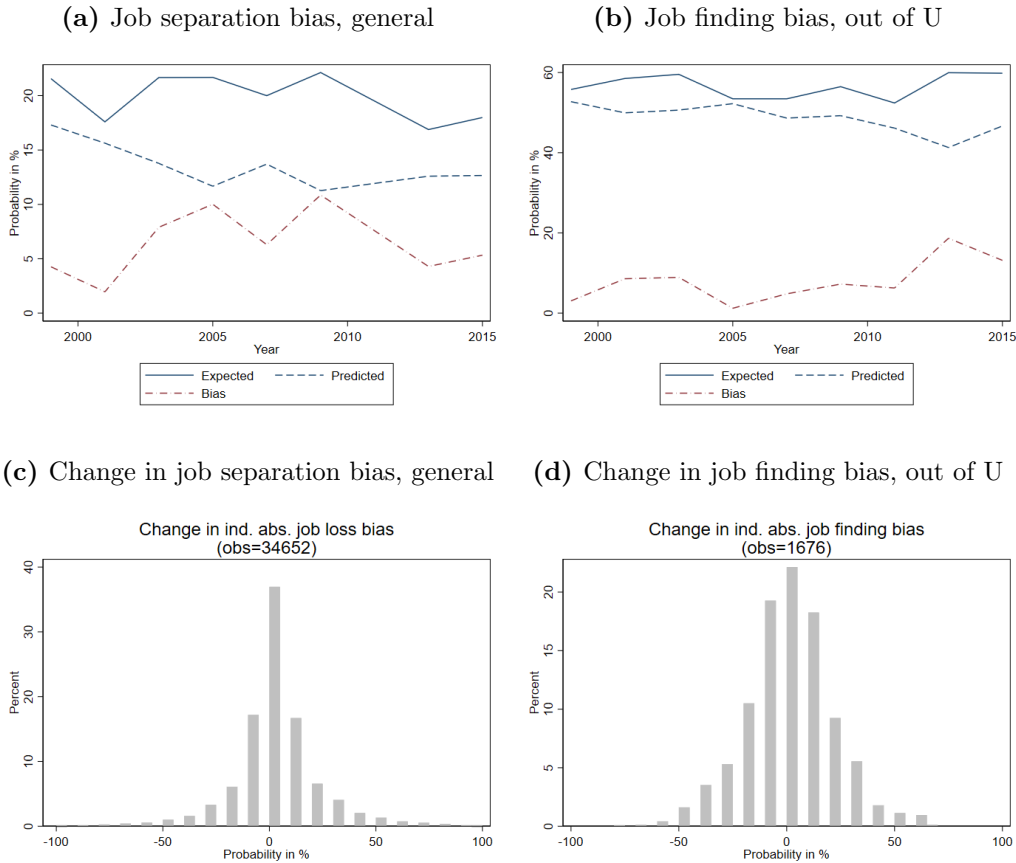 (a) Job separation bias, general
Probability in %
0 5 10 15 20
2000 2005 2010 2015
Year
Expected Predicted
Bias
(b) Job finding bias, out of U
Probability in %
0 20 40 60
2000 2005 2010 2015
Year
Expected Predicted
Bias
(c) Change in job separation bias, general
Change in ind. abs. job loss bias
(obs=34652)
Percent
0 10 20 30 40
-100 -50 0 50 100
Probability in %
(d) Change in job finding bias, out of U
Change in ind. abs. job finding bias
(obs=1676)
Percent
0 5 10 15 20
-100 -50 0 50 100
Probability in %